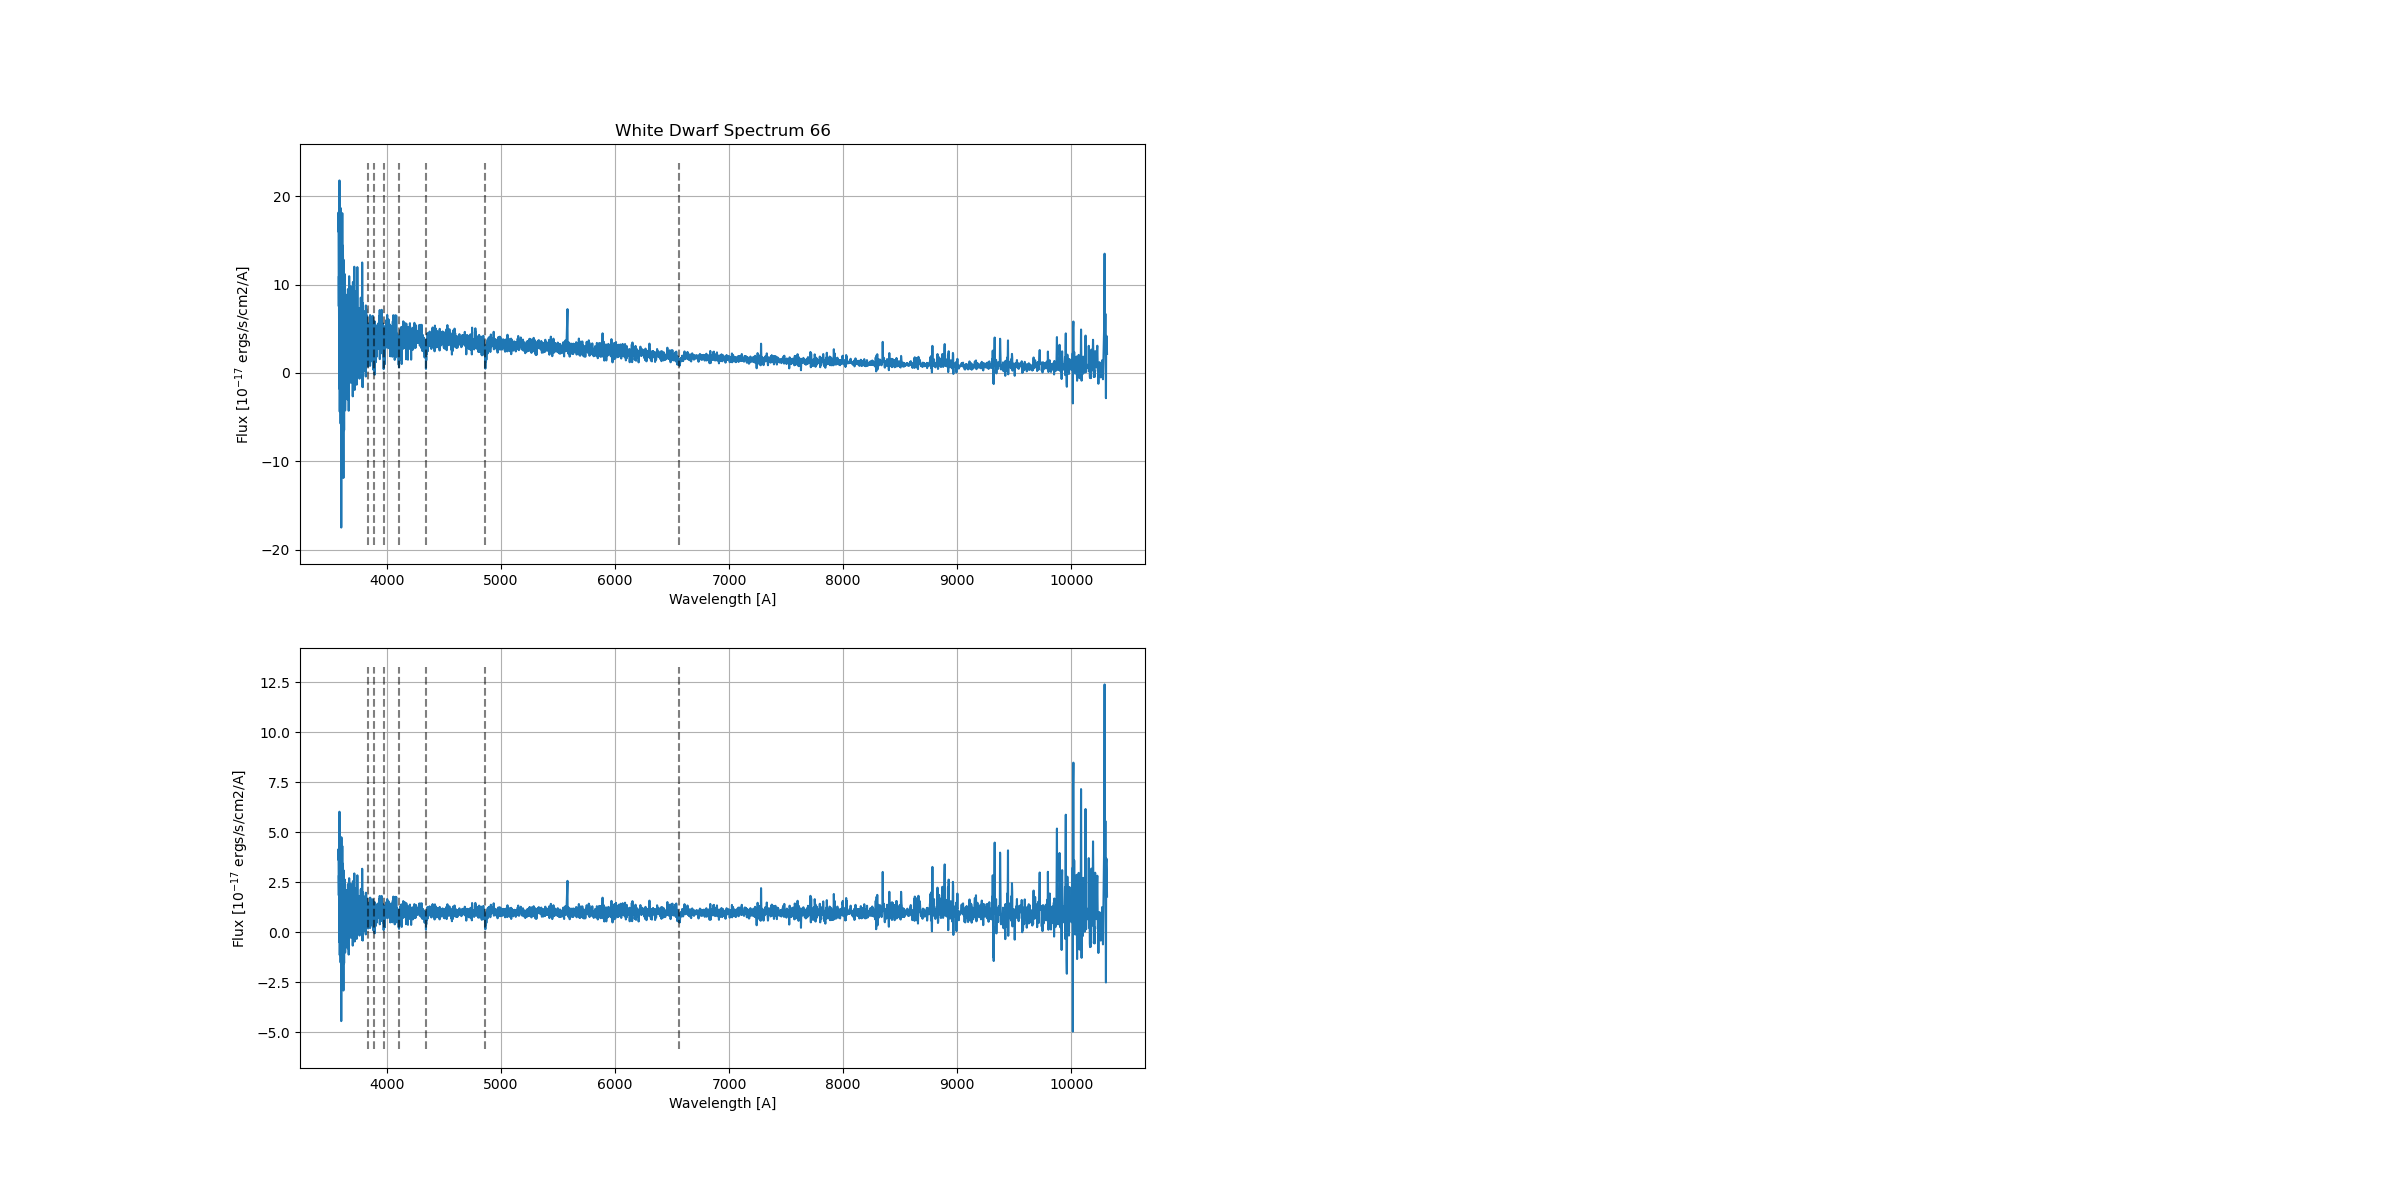 White Dwarf Spectrum 66
Flux [10⁻¹⁷ ergs/s/cm2/A]
20
10
0
−10
−20
4000 5000 6000 7000 8000 9000 10000
Wavelength [A]
Flux [10⁻¹⁷ ergs/s/cm2/A]
12.5
10.0
7.5
5.0
2.5
0.0
−2.5
−5.0
4000 5000 6000 7000 8000 9000 10000
Wavelength [A]